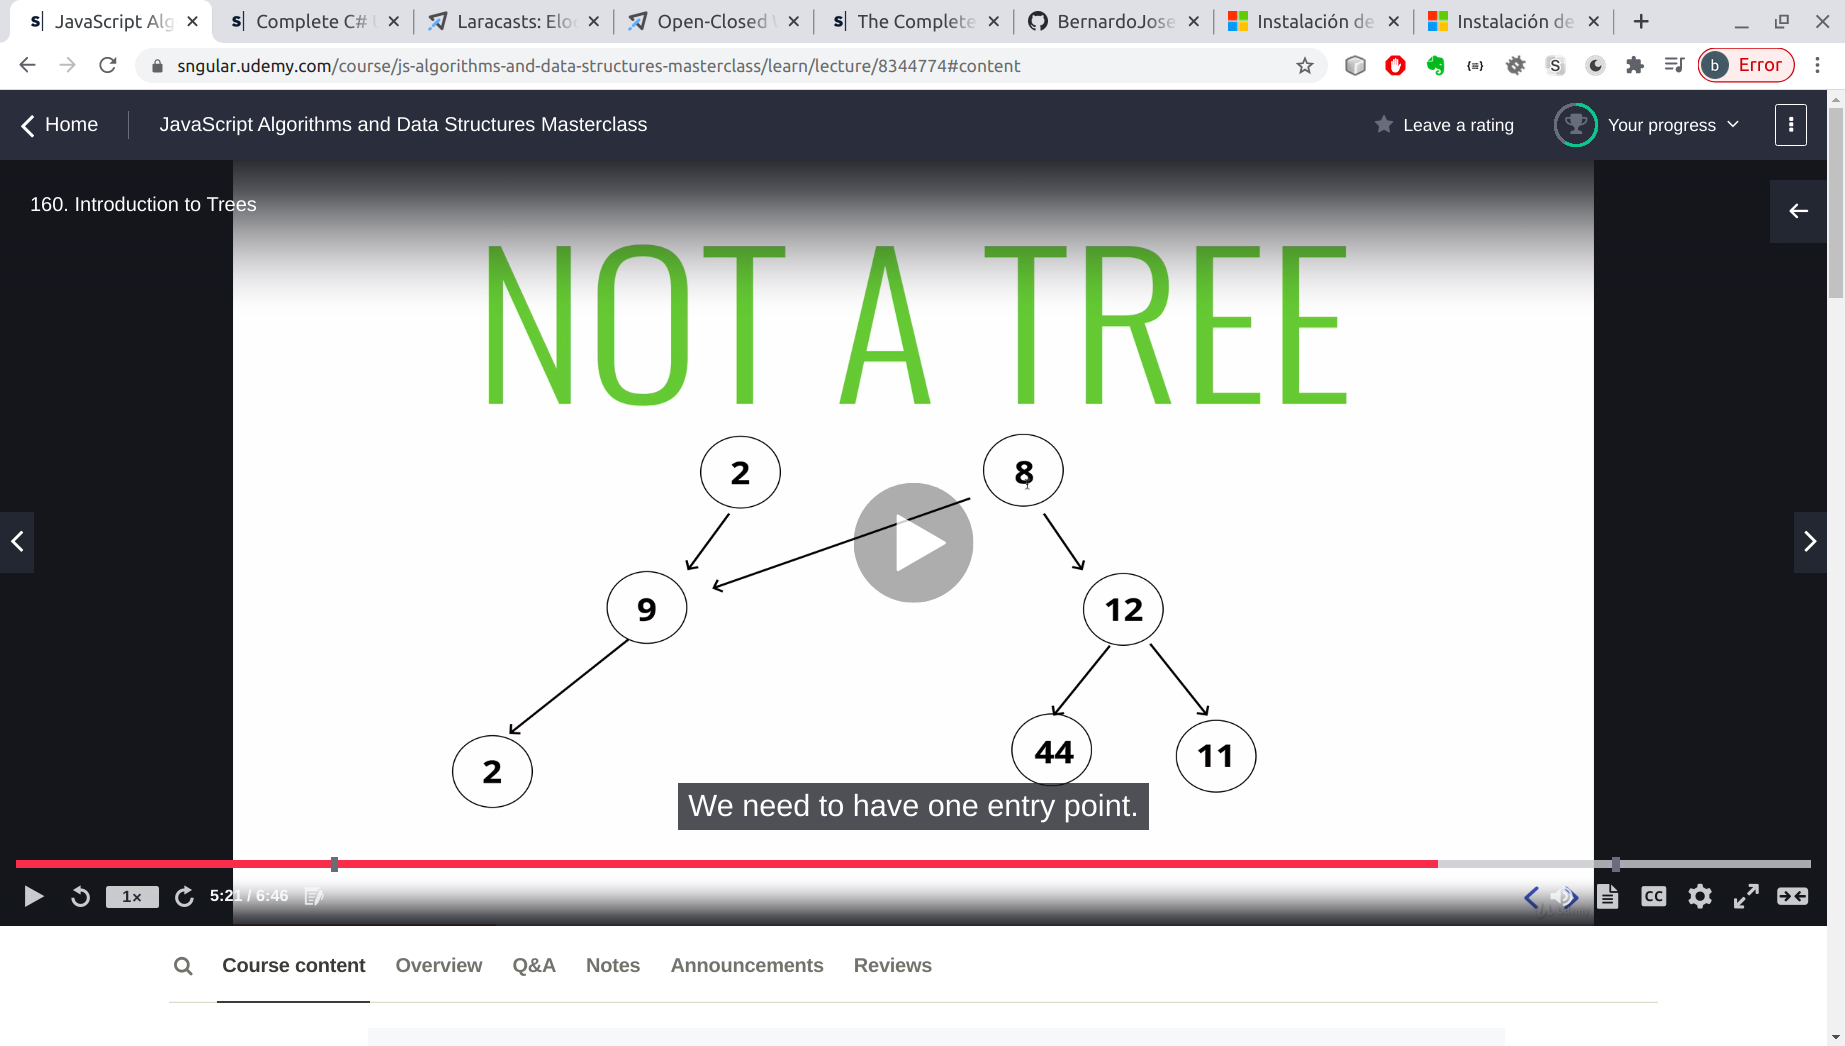 JavaScript Alg
Complete C#
Laracasts: Elo
Open-Closed
The Complete
BernardoJose
Instalación de
Instalación de
sngular.udemy.com/course/js-algorithms-and-data-structures-masterclass/learn/lecture/8344774#content
b Error
Home
JavaScript Algorithms and Data Structures Masterclass
Leave a rating
Your progress
160. Introduction to Trees
NOT A TREE
2 8
9 12
2 44 11
We need to have one entry point.
1x
5:21 / 6:46
CC
Course content
Overview
Q&A
Notes
Announcements
Reviews